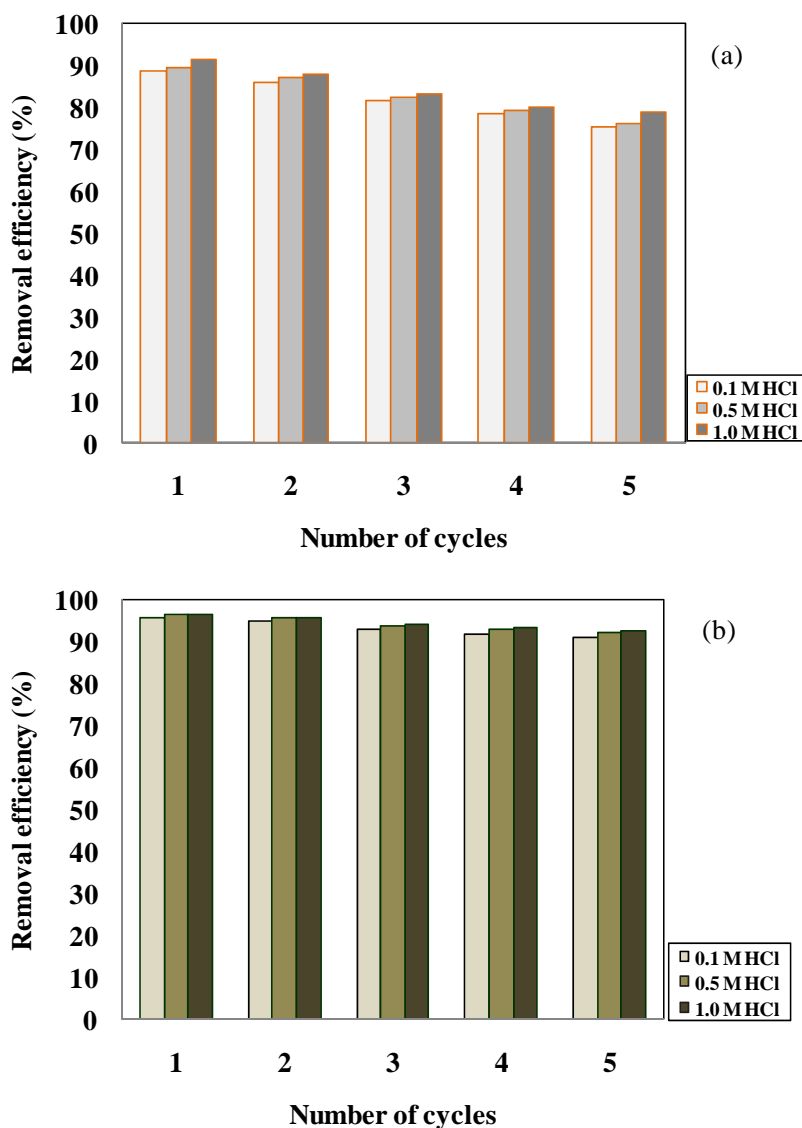 (a)
Removal efficiency (%)
100
90
80
70
60
50
40
30
20
10
0
1 2 3 4 5
Number of cycles
0.1 M HCl
0.5 M HCl
1.0 M HCl
(b)
Removal efficiency (%)
100
90
80
70
60
50
40
30
20
10
0
1 2 3 4 5
Number of cycles
0.1 M HCl
0.5 M HCl
1.0 M HCl